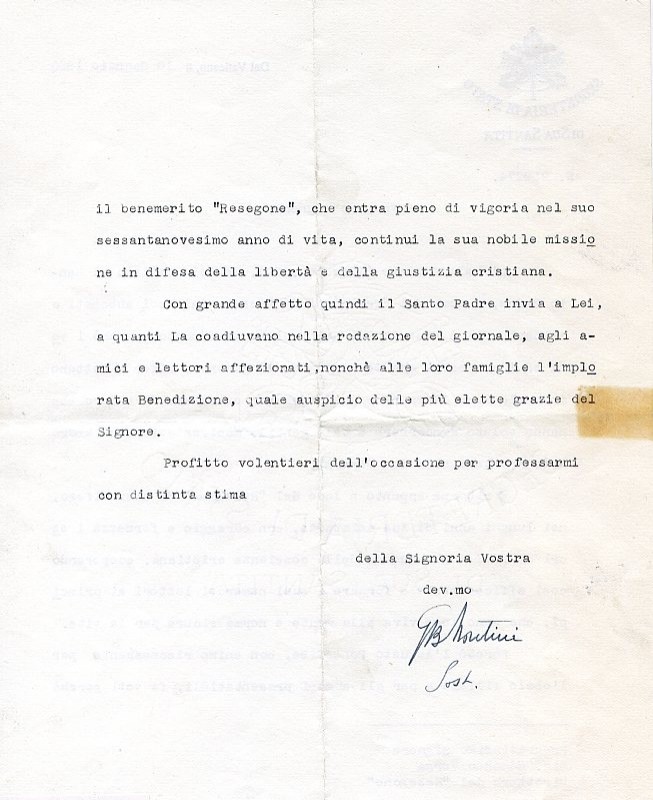 il benemerito "Resegone", che entra pieno di vigoria nel suo
sessantanovesimo anno di vita, continui la sua nobile missio
ne in difesa della libertà e della giustizia cristiana.
Con grande affetto quindi il Santo Padre invia a Lei,
a quanti La coadiuvano nella redazione del giornale, agli a-
mici e lettori affezionati,nonchè alle loro famiglie l'implo
rata Benedizione, quale auspicio delle più elette grazie del
Signore.
Profitto volentieri dell'occasione per professarmi
con distinta stima
della Signoria Vostra
dev.mo
GB Montini
Sost.